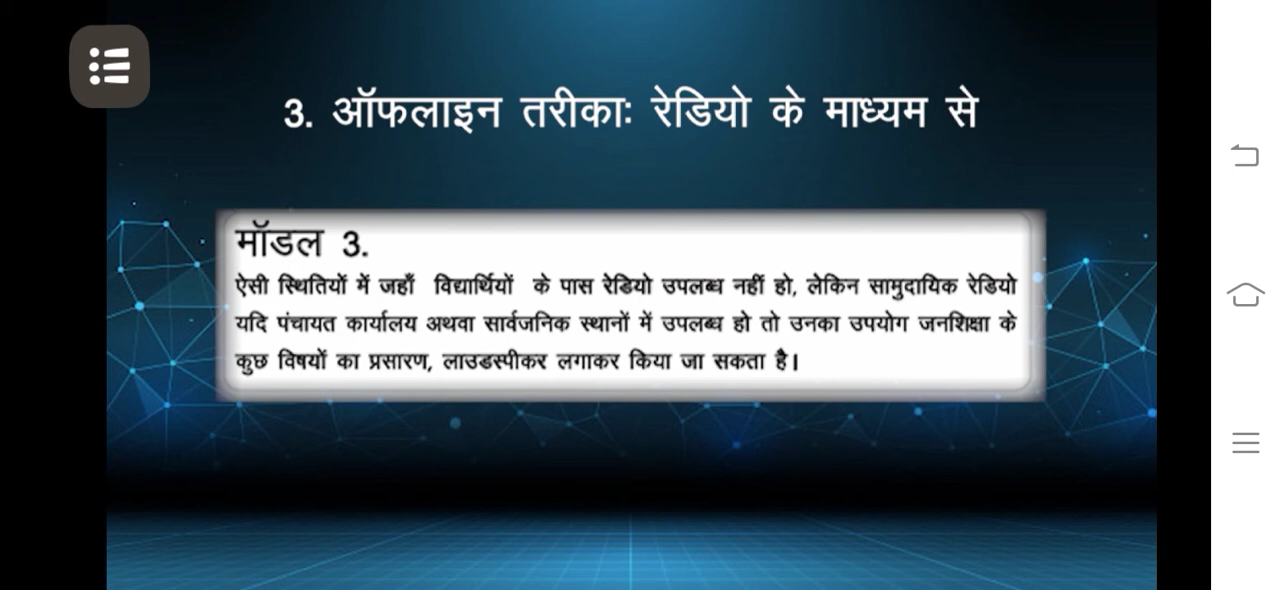 3. ऑफलाइन तरीकाः रेडियो के माध्यम से
मॉडल 3.
ऐसी स्थितियों में जहाँ विद्यार्थियों के पास रेडियो उपलब्ध नहीं हो, लेकिन सामुदायिक रेडियो
यदि पंचायत कार्यालय अथवा सार्वजनिक स्थानों में उपलब्ध हो तो उनका उपयोग जनशिक्षा के
कुछ विषयों का प्रसारण, लाउडस्पीकर लगाकर किया जा सकता है।